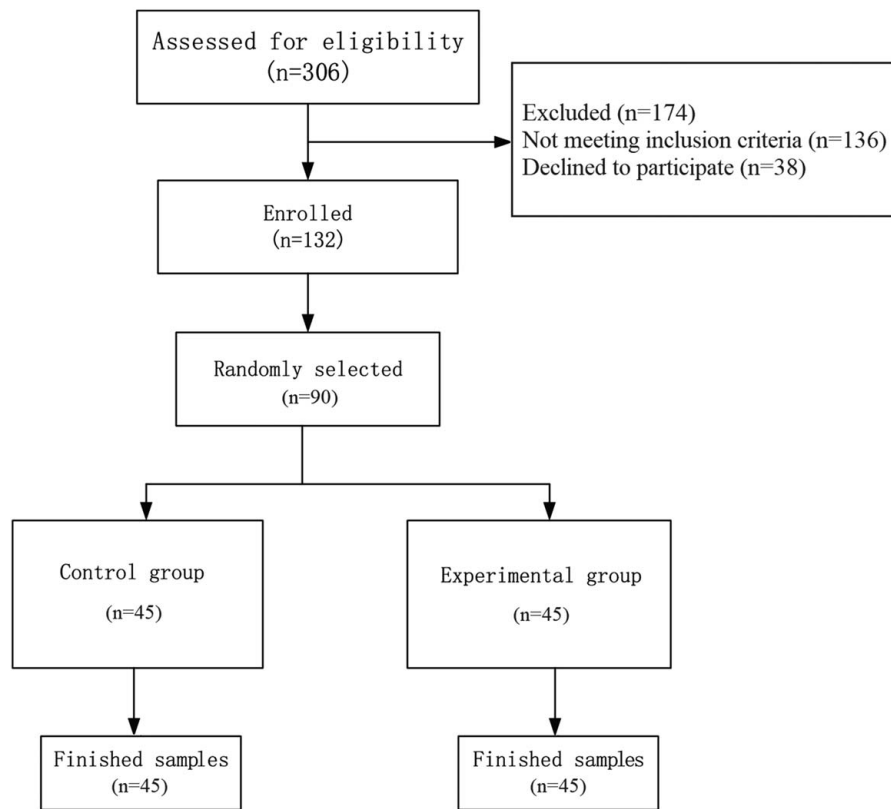 Assessed for eligibility
(n=306)
Excluded (n=174)
Not meeting inclusion criteria (n=136)
Declined to participate (n=38)
Enrolled
(n=132)
Randomly selected
(n=90)
Control group
(n=45)
Experimental group
(n=45)
Finished samples
(n=45)
Finished samples
(n=45)